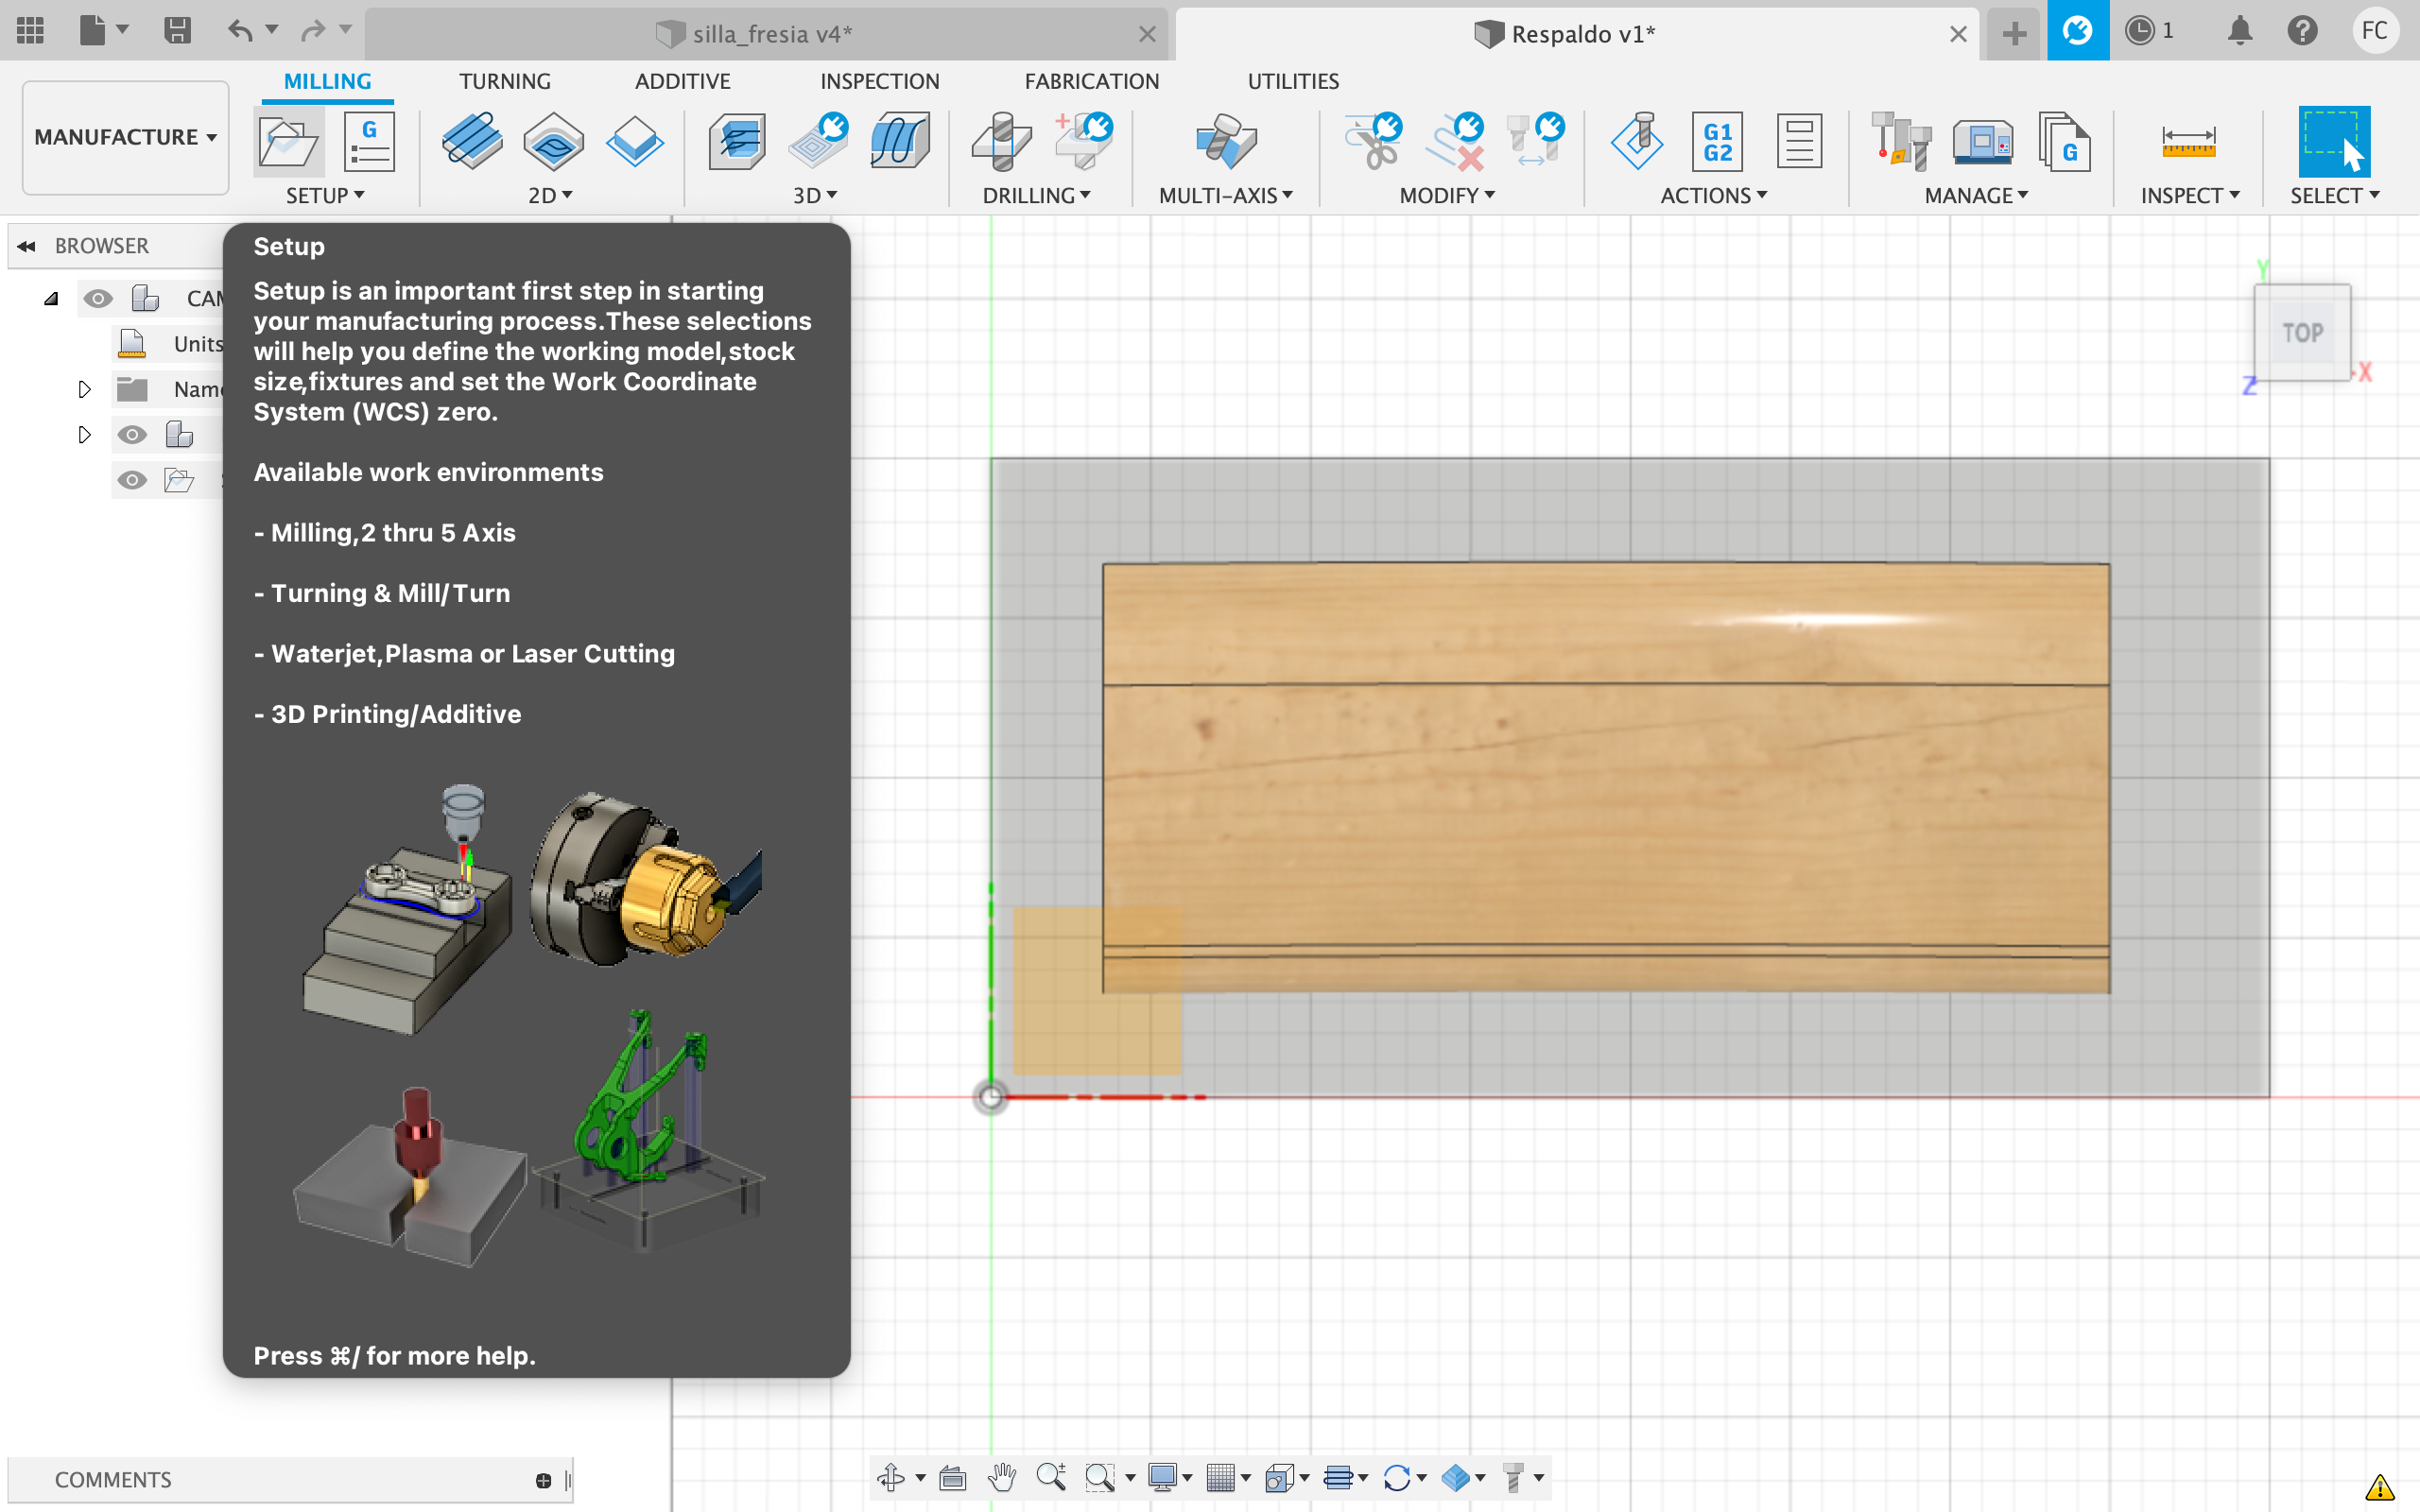 silla_fresia v4*
Respaldo v1*
1
FC
MANUFACTURE
MILLING
TURNING
ADDITIVE
INSPECTION
FABRICATION
UTILITIES
G
G1
G2
G
SETUP
2D
3D
DRILLING
MULTI-AXIS
MODIFY
ACTIONS
MANAGE
INSPECT
SELECT
BROWSER
CAM
Units
Name
Setup
Setup is an important first step in starting
your manufacturing process.These selections
will help you define the working model,stock
size,fixtures and set the Work Coordinate
System (WCS) zero.
Available work environments
- Milling,2 thru 5 Axis
- Turning & Mill/Turn
- Waterjet,Plasma or Laser Cutting
- 3D Printing/Additive
Press ⌘/ for more help.
Y
TOP
X
Z
COMMENTS